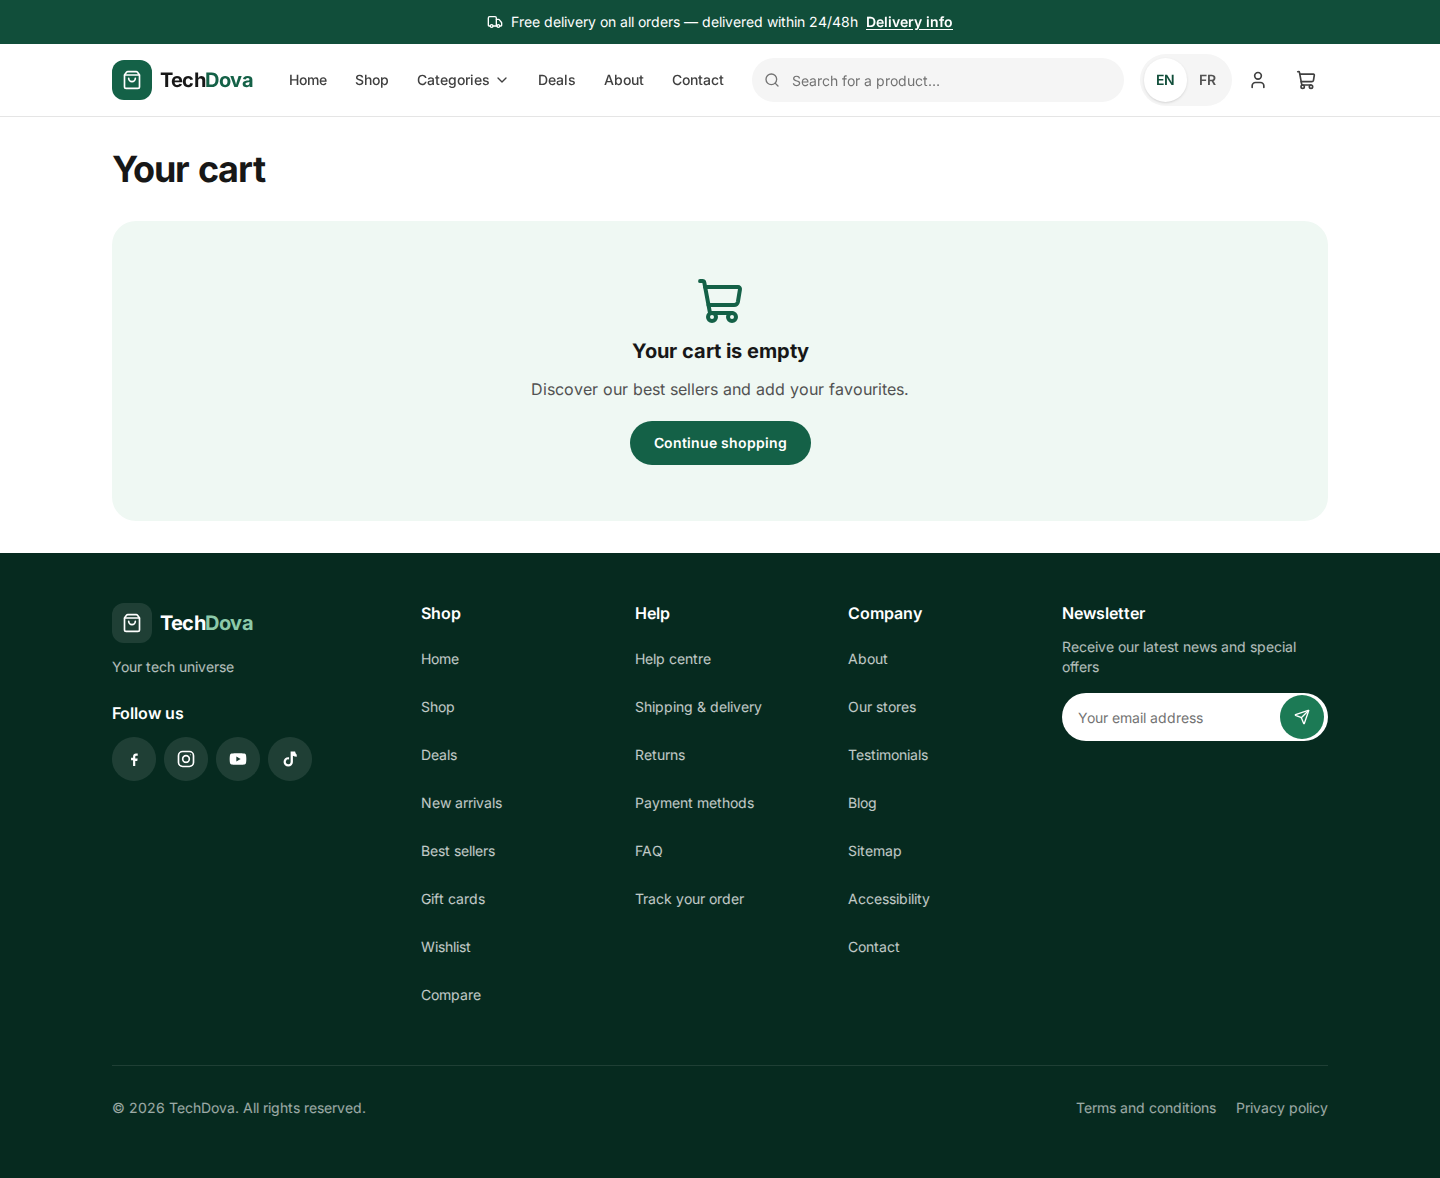 Free delivery on all orders — delivered within 24/48h Delivery info
TechDova
Home
Shop
Categories
Deals
About
Contact
Search for a product...
EN
FR
Your cart
Your cart is empty
Discover our best sellers and add your favourites.
Continue shopping
TechDova
Your tech universe
Follow us
Shop
Home
Shop
Deals
New arrivals
Best sellers
Gift cards
Wishlist
Compare
Help
Help centre
Shipping & delivery
Returns
Payment methods
FAQ
Track your order
Company
About
Our stores
Testimonials
Blog
Sitemap
Accessibility
Contact
Newsletter
Receive our latest news and special
offers
Your email address
© 2026 TechDova. All rights reserved.
Terms and conditions
Privacy policy